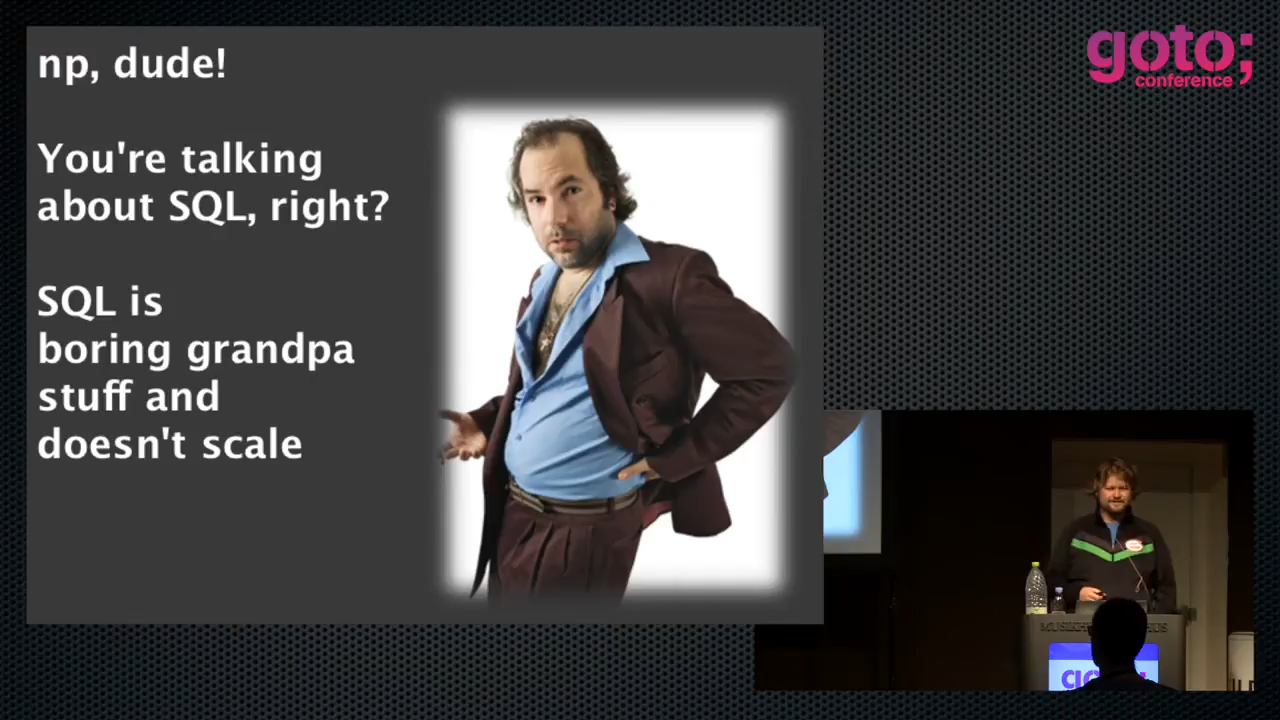 np, dude!
You're talking
about SQL, right?
SQL is
boring grandpa
stuff and
doesn't scale
goto;
conference